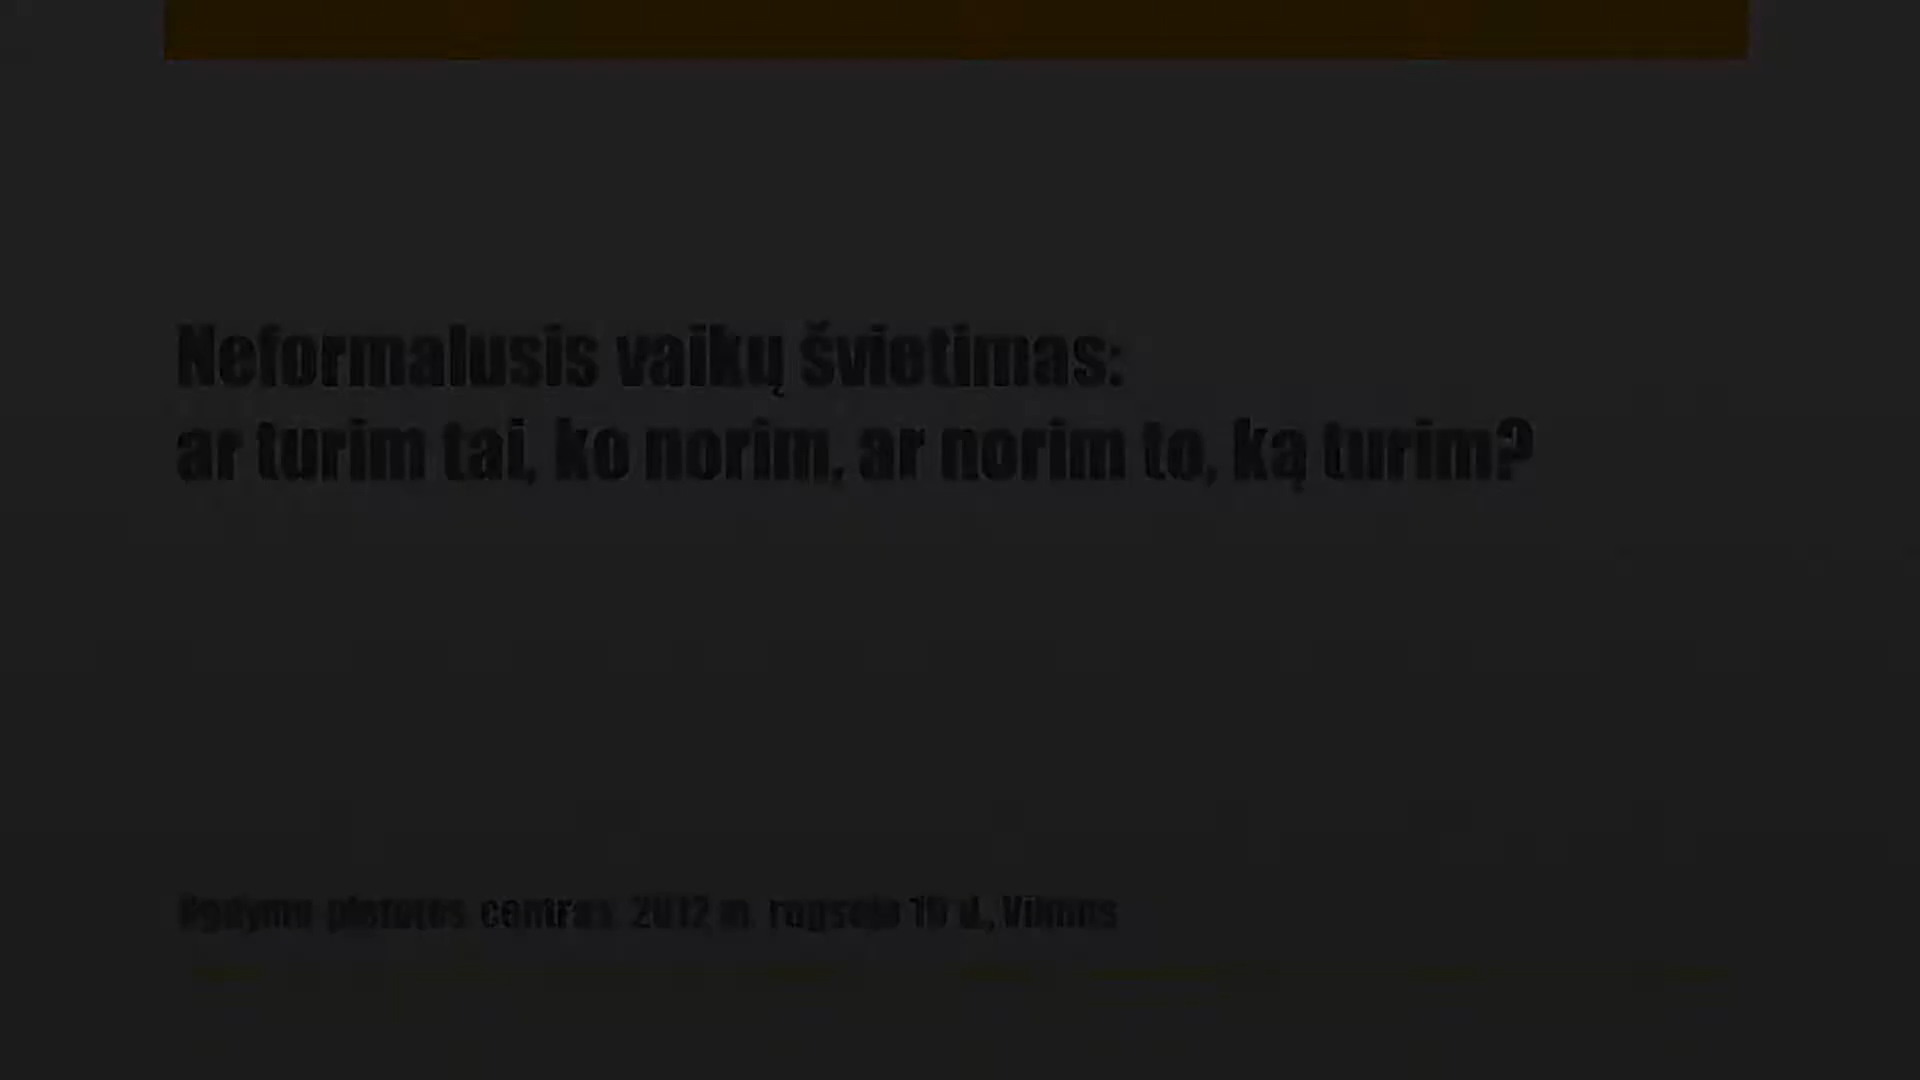 Neformalusis vaikų švietimas:
ar turim tai, ko norim, ar norim to, ką turim?
Ugdymo plėtotės centras, 2012 m. rugsėjo 19 d., Vilnius